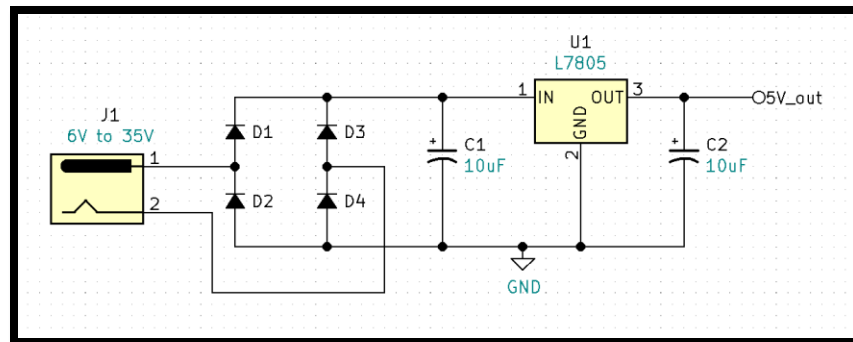 U1
L7805
1
IN
OUT
3
GND
2
5V_out
J1
6V to 35V
1
2
D1
D3
D2
D4
+
C1
10uF
+
C2
10uF
GND